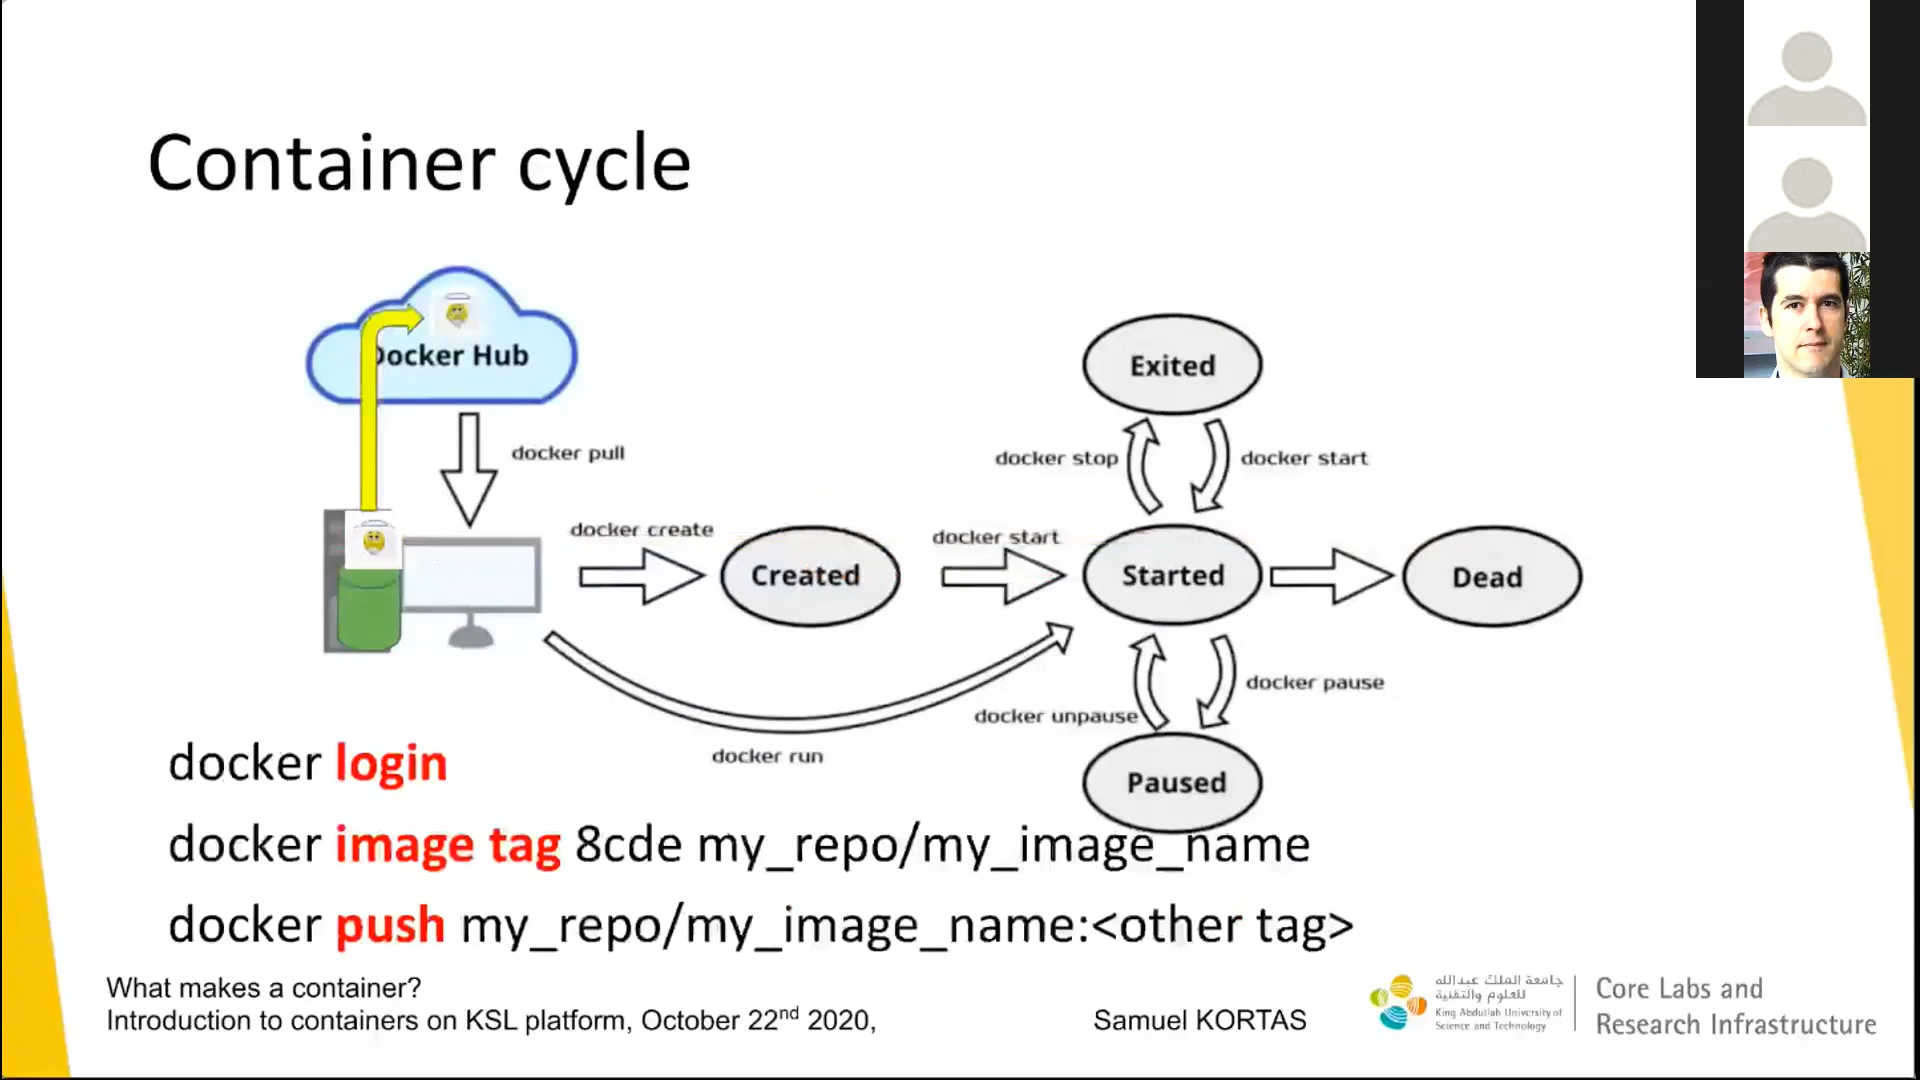 Container cycle
Docker Hub
docker pull
docker create
Created
docker start
Exited
docker stop
docker start
Started
Dead
docker pause
docker unpause
Paused
docker run
docker login
docker image tag 8cde my_repo/my_image_name
docker push my_repo/my_image_name:<other tag>
What makes a container?
Introduction to containers on KSL platform, October 22nd 2020,
Samuel KORTAS
جامعة الملك عبدالله
للعلوم والتقنية
King Abdullah University of
Science and Technology
Core Labs and
Research Infrastructure